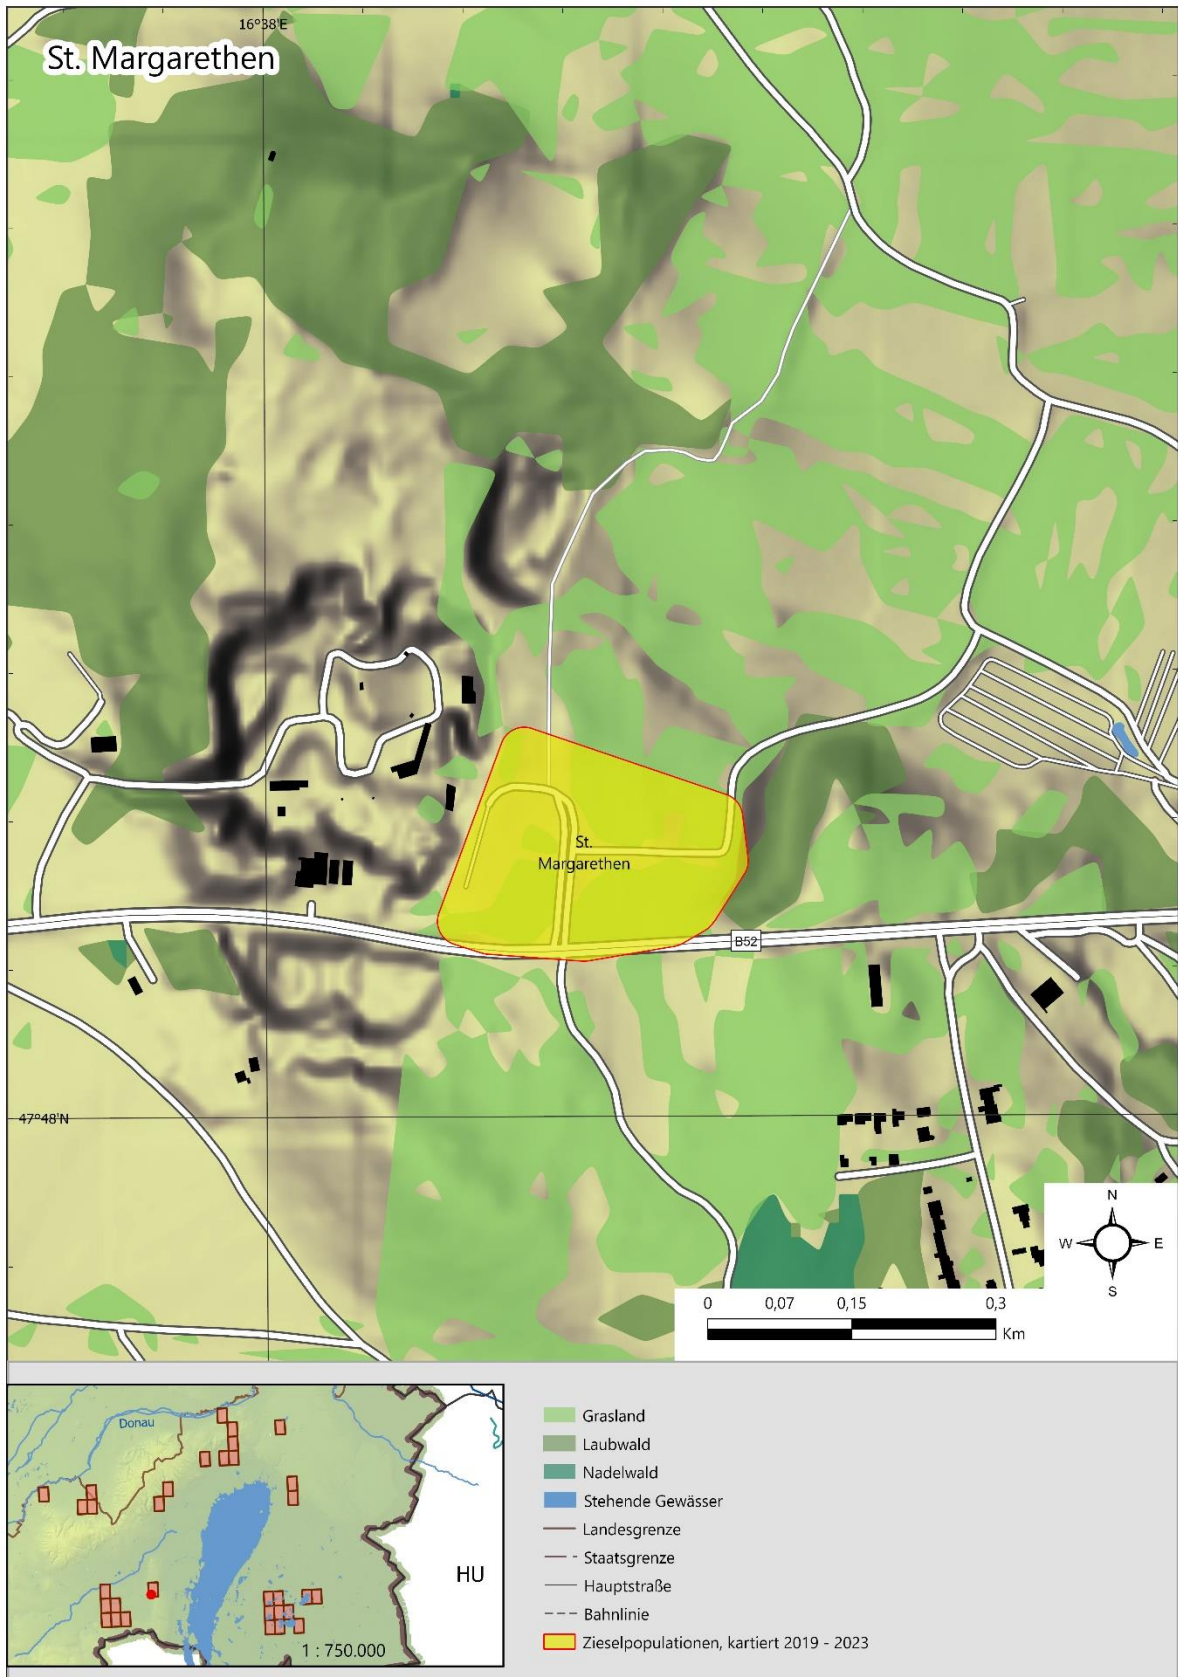 16°38'E
St. Margarethen
St.
Margarethen
B52
47°48'N
N
W E
S
0 0,07 0,15 0,3
Km
Donau
HU
1 : 750.000
Grasland
Laubwald
Nadelwald
Stehende Gewässer
Landesgrenze
Staatsgrenze
Hauptstraße
Bahnlinie
Zieselpopulationen, kartiert 2019 - 2023